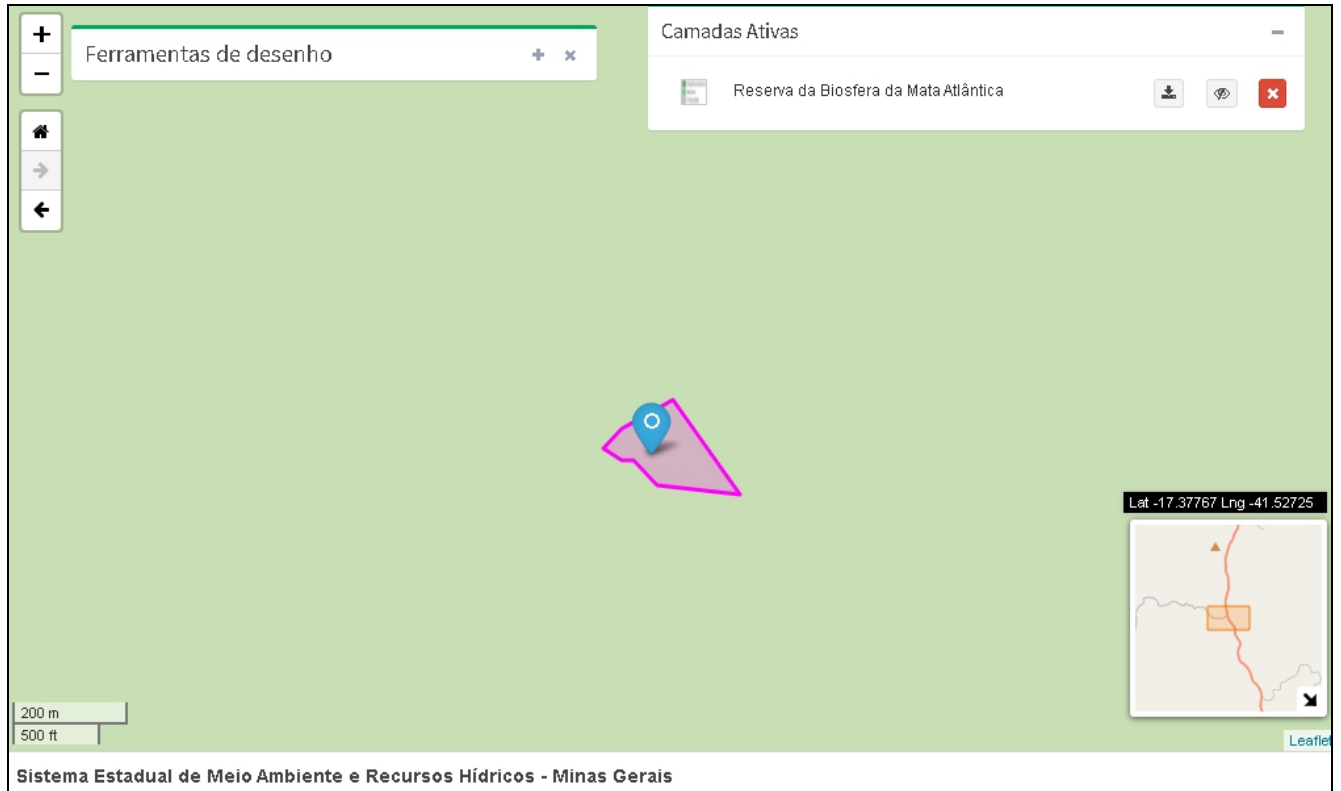 Ferramentas de desenho
Camadas Ativas
Reserva da Biosfera da Mata Atlântica
Lat -17.37767 Lng -41.52725
200 m
500 ft
Leaflet
Sistema Estadual de Meio Ambiente e Recursos Hídricos - Minas Gerais